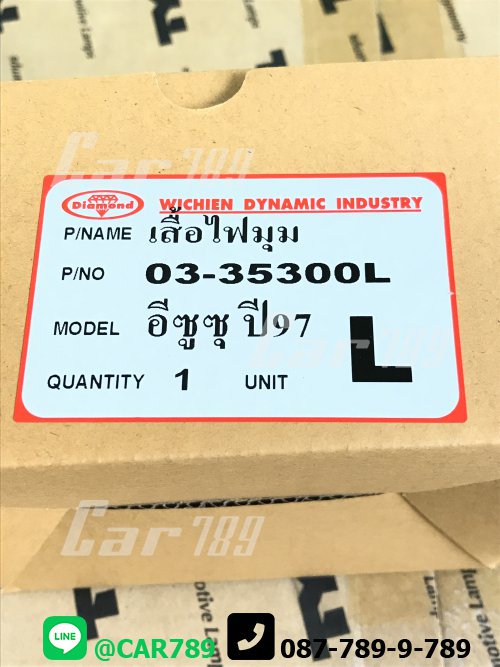 Car 789
Diamond WICHIEN DYNAMIC INDUSTRY
P/NAME เสื้อไฟมุม
P/NO 03-35300L
MODEL อีซูซุ ปี97
Car 789
QUANTITY 1 UNIT L
Car 789
LINE @CAR789 087-789-9-789